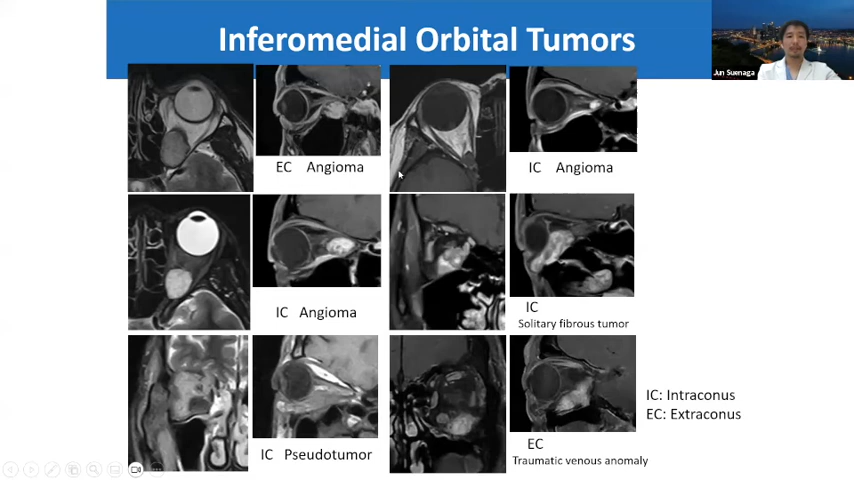 Inferomedial Orbital Tumors
Jun Suenaga
EC Angioma
IC Angioma
IC Angioma
IC
Solitary fibrous tumor
IC Pseudotumor
EC
Traumatic venous anomaly
IC: Intraconus
EC: Extraconus